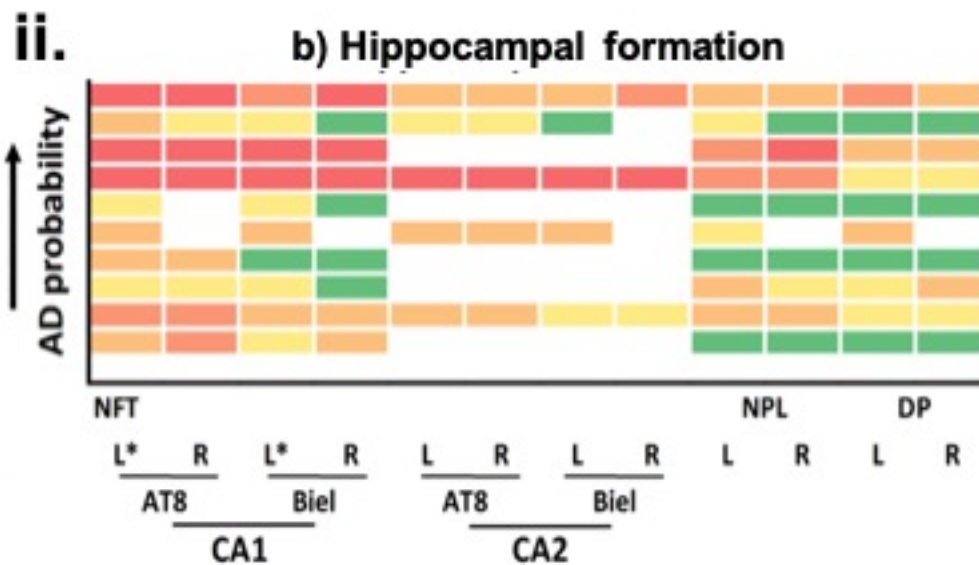 ii.
b) Hippocampal formation
AD probability
NFT NPL DP
L* R L* R L R L R L R L R
AT8 Biel AT8 Biel
CA1 CA2